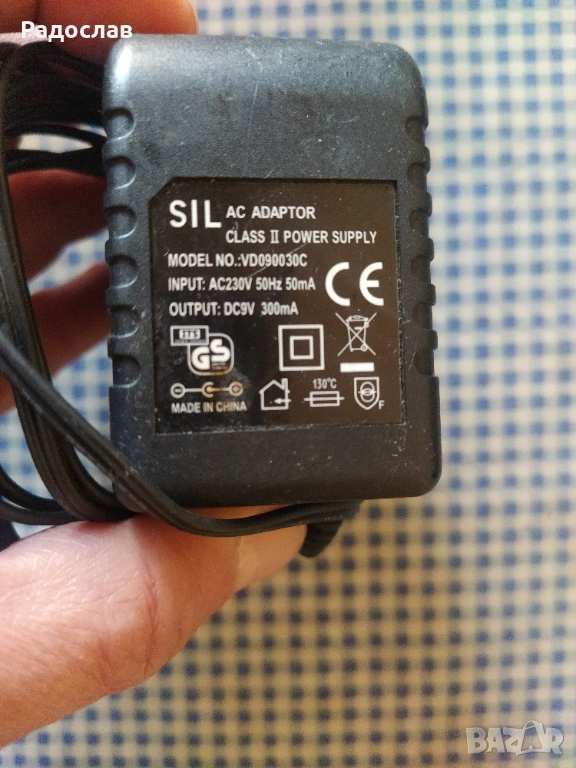 Радослав
SIL AC ADAPTOR
CLASS II POWER SUPPLY
MODEL NO.:VD090030C
INPUT: AC230V 50Hz 50mA
OUTPUT: DC9V 300mA
CE
GS
130°C
F
MADE IN CHINA
BAZAR